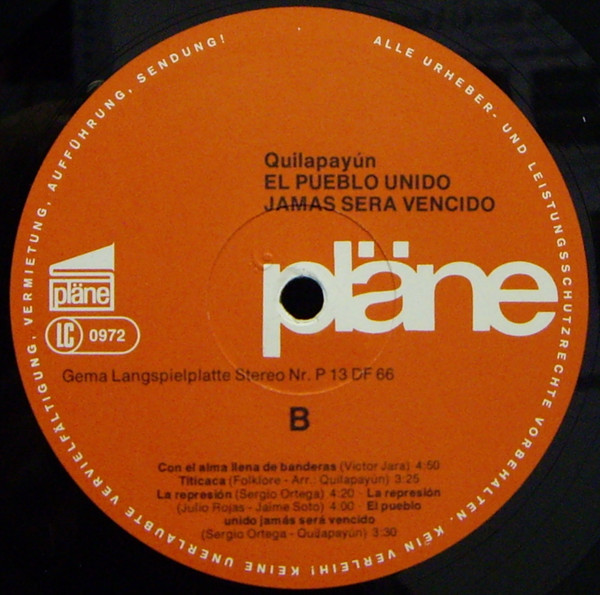 ALLE URHEBER- UND LEISTUNGSSCHUTZRECHTE VORBEHALTEN. KEIN VERLEIH! KEINE UNERLAUBTE VERVIELFÄLTIGUNG, VERMIETUNG, AUFFÜHRUNG, SENDUNG!
Quilapayún
EL PUEBLO UNIDO
JAMAS SERA VENCIDO
pläne
pläne
LC 0972
Gema Langspielplatte Stereo Nr. P 13 DF 66
B
Con el alma llena de banderas (Victor Jara) 4:50
Titicaca (Folklore - Arr.: Quilapayún) 3:25
La represión (Sergio Ortega) 4:20 · La represión
(Julio Rojas - Jaime Soto) 4:00 · El pueblo
unido jamás será vencido
(Sergio Ortega - Quilapayún) 3:30